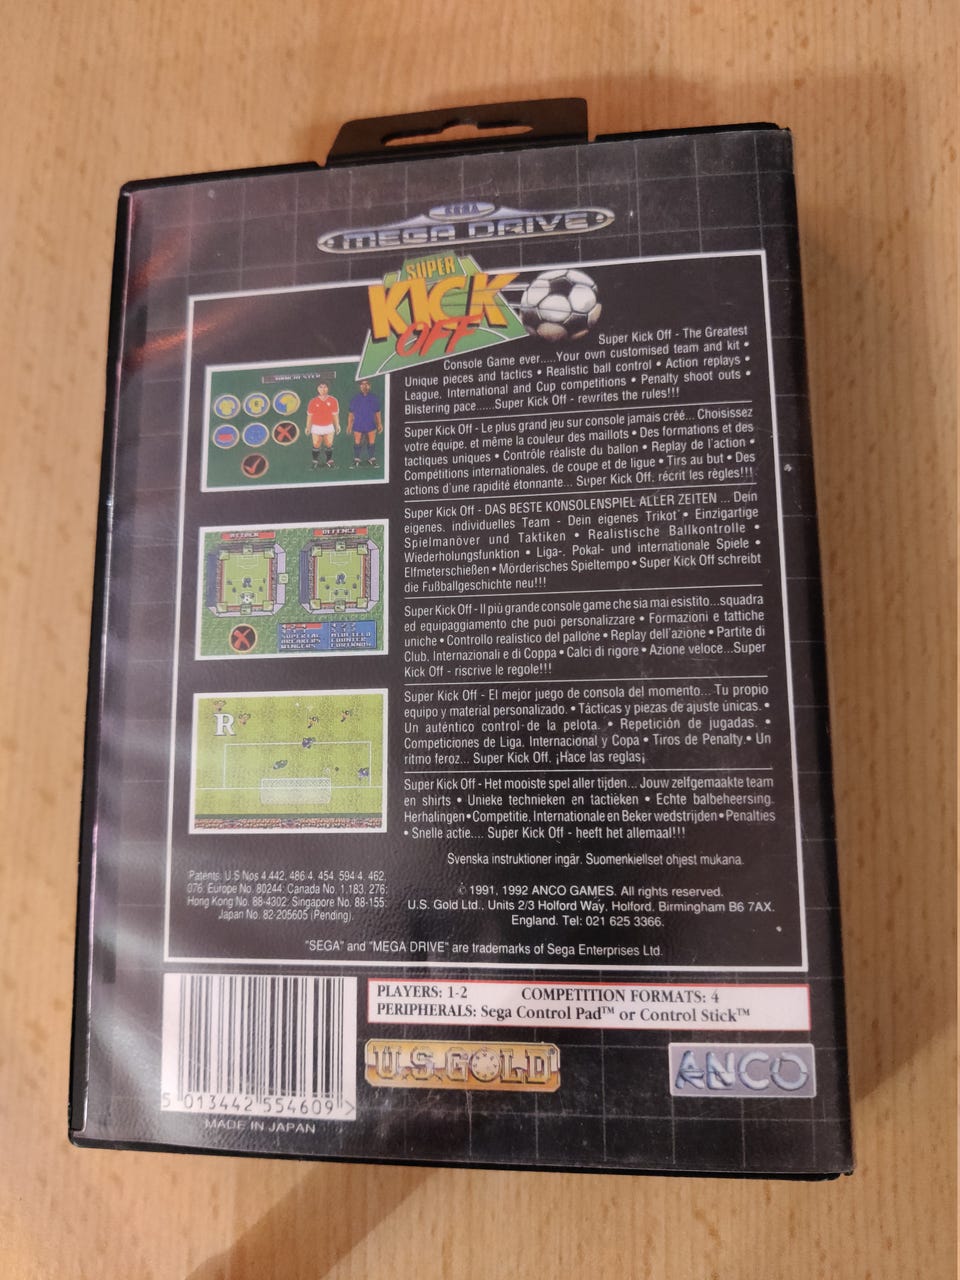 SEGA
MEGA DRIVE
SUPER
KICK
OFF
Super Kick Off - The Greatest
Console Game ever.....Your own customised team and kit •
Unique pieces and tactics • Realistic ball control • Action replays •
League, International and Cup competitions • Penalty shoot outs •
Blistering pace......Super Kick Off - rewrites the rules!!!
Super Kick Off - Le plus grand jeu sur console jamais créé... Choisissez
votre équipe, et même la couleur des maillots • Des formations et des
tactiques uniques • Contrôle réaliste du ballon • Replay de l'action •
Compétitions internationales, de coupe et de ligue • Tirs au but • Des
actions d'une rapidité étonnante... Super Kick Off, récrit les règles!!!
Super Kick Off - DAS BESTE KONSOLENSPIEL ALLER ZEITEN ... Dein
eigenes, individuelles Team - Dein eigenes Trikot • Einzigartige
Spielmanöver und Taktiken • Realistische Ballkontrolle •
Wiederholungsfunktion • Liga-, Pokal- und internationale Spiele •
Elfmeterschießen • Mörderisches Spieltempo • Super Kick Off schreibt
die Fußballgeschichte neu!!!
Super Kick Off - Il più grande console game che sia mai esistito...squadra
ed equipaggiamento che puoi personalizzare • Formazioni e tattiche
uniche • Controllo realistico del pallone • Replay dell'azione • Partite di
Club, Internazionali e di Coppa • Calci di rigore • Azione veloce...Super
Kick Off - riscrive le regole!!!
Super Kick Off - El mejor juego de consola del momento... Tu propio
equipo y material personalizado. • Tácticas y piezas de ajuste únicas. •
Un auténtico control de la pelota. • Repetición de jugadas. •
Competiciones de Liga, Internacional y Copa • Tiros de Penalty.• Un
ritmo feroz... Super Kick Off. ¡Hace las reglas¡
Super Kick Off - Het mooiste spel aller tijden... Jouw zelfgemaakte team
en shirts • Unieke technieken en tactieken • Echte balbeheersing.
Herhalingen • Competitie, Internationale en Beker wedstrijden • Penalties
• Snelle actie.... Super Kick Off - heeft het allemaal!!!
Svenska instruktioner ingår. Suomenkiellset ohjest mukana.
MANCHESTER
ATTACK DEFENCE
R
Patents: U.S Nos 4,442, 486 4, 454 594 4, 462,
076: Europe No. 80244: Canada No. 1,183, 276:
Hong Kong No. 88-4302: Singapore No. 88-155:
Japan No. 82-205605 (Pending).
© 1991, 1992 ANCO GAMES. All rights reserved.
U.S. Gold Ltd., Units 2/3 Holford Way, Holford, Birmingham B6 7AX.
England. Tel: 021 625 3366.
"SEGA" and "MEGA DRIVE" are trademarks of Sega Enterprises Ltd.
PLAYERS: 1-2 COMPETITION FORMATS: 4
PERIPHERALS: Sega Control Pad™ or Control Stick™
U.S. GOLD
ANCO
5 013442 554609 >
MADE IN JAPAN